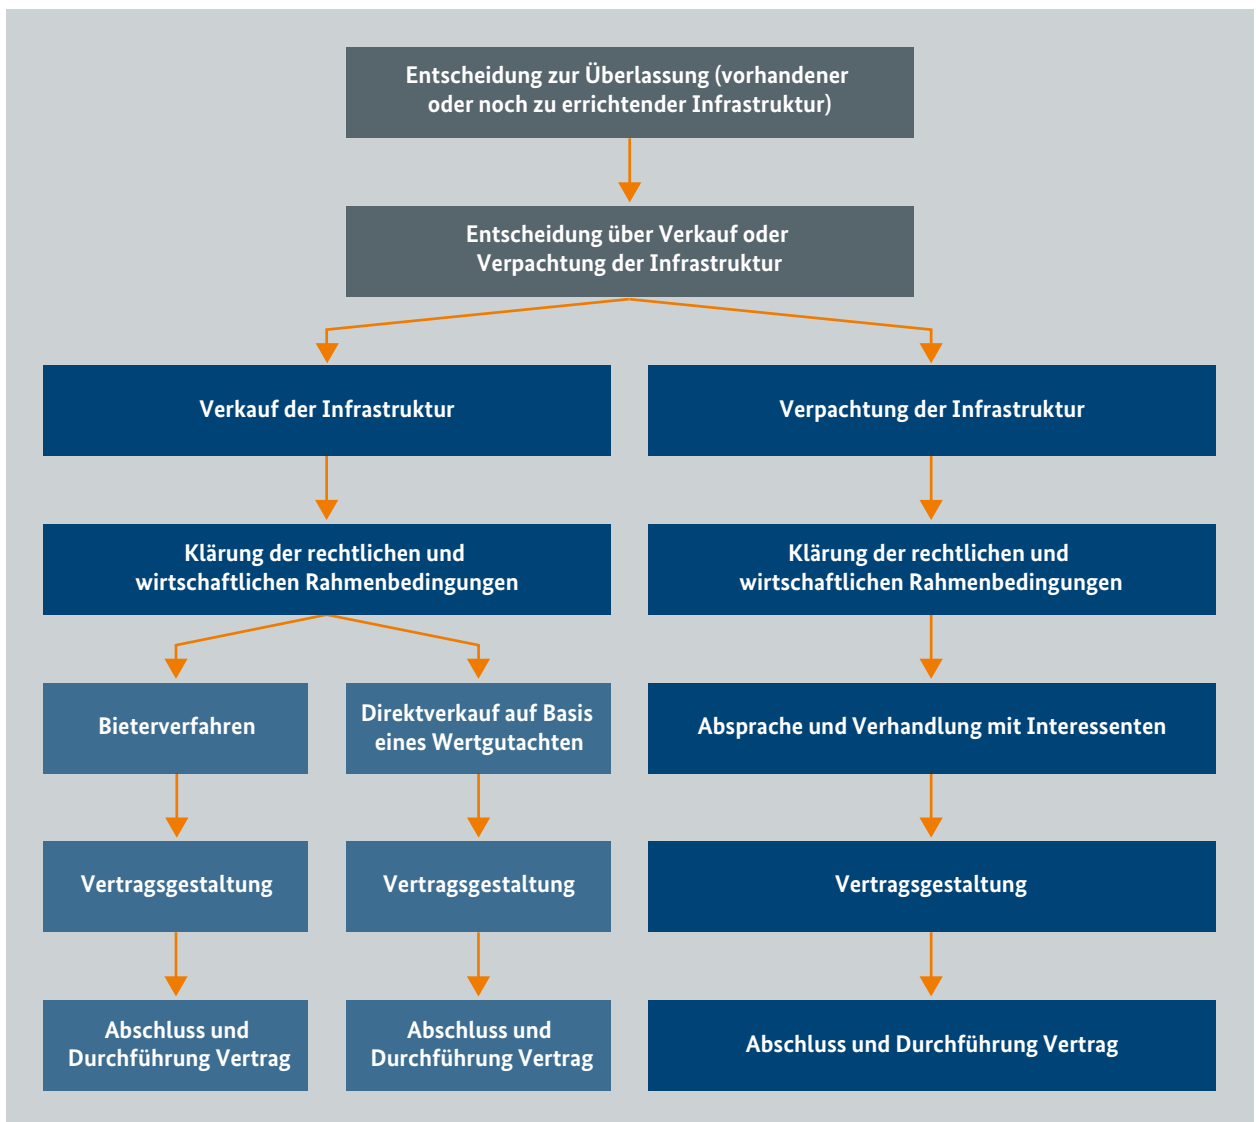 Entscheidung zur Überlassung (vorhandener
oder noch zu errichtender Infrastruktur)
Entscheidung über Verkauf oder
Verpachtung der Infrastruktur
Verkauf der Infrastruktur
Verpachtung der Infrastruktur
Klärung der rechtlichen und
wirtschaftlichen Rahmenbedingungen
Klärung der rechtlichen und
wirtschaftlichen Rahmenbedingungen
Bieterverfahren
Direktverkauf auf Basis
eines Wertgutachten
Absprache und Verhandlung mit Interessenten
Vertragsgestaltung
Vertragsgestaltung
Vertragsgestaltung
Abschluss und
Durchführung Vertrag
Abschluss und
Durchführung Vertrag
Abschluss und Durchführung Vertrag